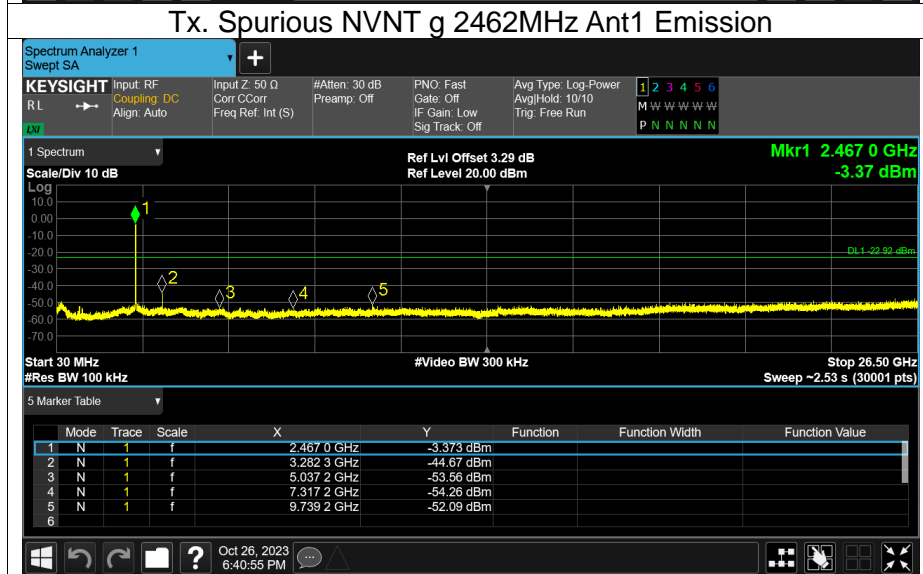 Tx. Spurious NVNT g 2462MHz Ant1 Emission
Spectrum Analyzer 1
Swept SA
+
KEYSIGHT Input: RF Input Z: 50 Ω #Atten: 30 dB PNO: Fast Avg Type: Log-Power 1 2 3 4 5 6
RL Coupling: DC Corr CCorr Preamp: Off Gate: Off Avg|Hold: 10/10 M W W W W W
Align: Auto Freq Ref: Int (S) IF Gain: Low Trig: Free Run
LXI Sig Track: Off P N N N N N
1 Spectrum Ref Lvl Offset 3.29 dB Mkr1 2.467 0 GHz
Scale/Div 10 dB Ref Level 20.00 dBm -3.37 dBm
Log
10.0
1
0.00
-10.0
-20.0
DL1 -22.92 dBm
-30.0
2
-40.0
3 4 5
-50.0
-60.0
-70.0
Start 30 MHz #Video BW 300 kHz Stop 26.50 GHz
#Res BW 100 kHz Sweep ~2.53 s (30001 pts)
5 Marker Table
Mode Trace Scale X Y Function Function Width Function Value
1 N 1 f 2.467 0 GHz -3.373 dBm
2 N 1 f 3.282 3 GHz -44.67 dBm
3 N 1 f 5.037 2 GHz -53.56 dBm
4 N 1 f 7.317 2 GHz -54.26 dBm
5 N 1 f 9.739 2 GHz -52.09 dBm
6
? Oct 26, 2023
6:40:55 PM